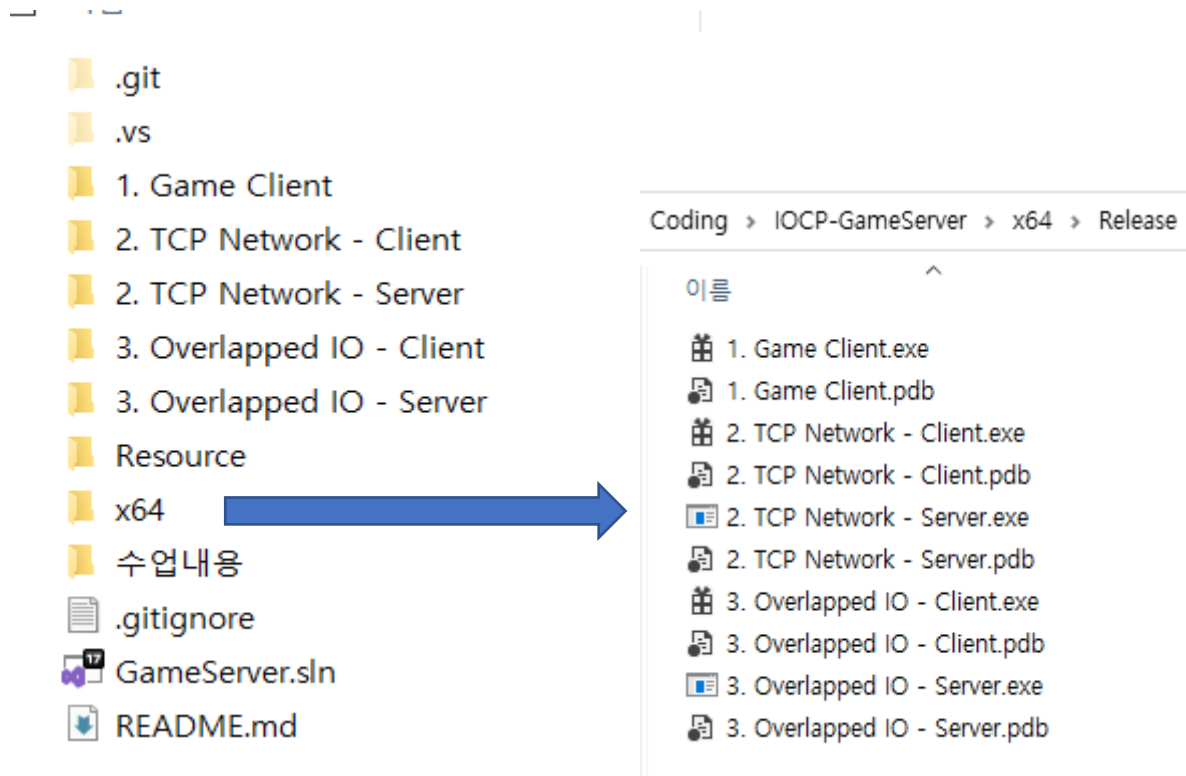 .git
.vs
1. Game Client
2. TCP Network - Client
2. TCP Network - Server
3. Overlapped IO - Client
3. Overlapped IO - Server
Resource
x64
수업내용
.gitignore
17
GameServer.sln
README.md
Coding > IOCP-GameServer > x64 > Release
이름
1. Game Client.exe
1. Game Client.pdb
2. TCP Network - Client.exe
2. TCP Network - Client.pdb
2. TCP Network - Server.exe
2. TCP Network - Server.pdb
3. Overlapped IO - Client.exe
3. Overlapped IO - Client.pdb
3. Overlapped IO - Server.exe
3. Overlapped IO - Server.pdb